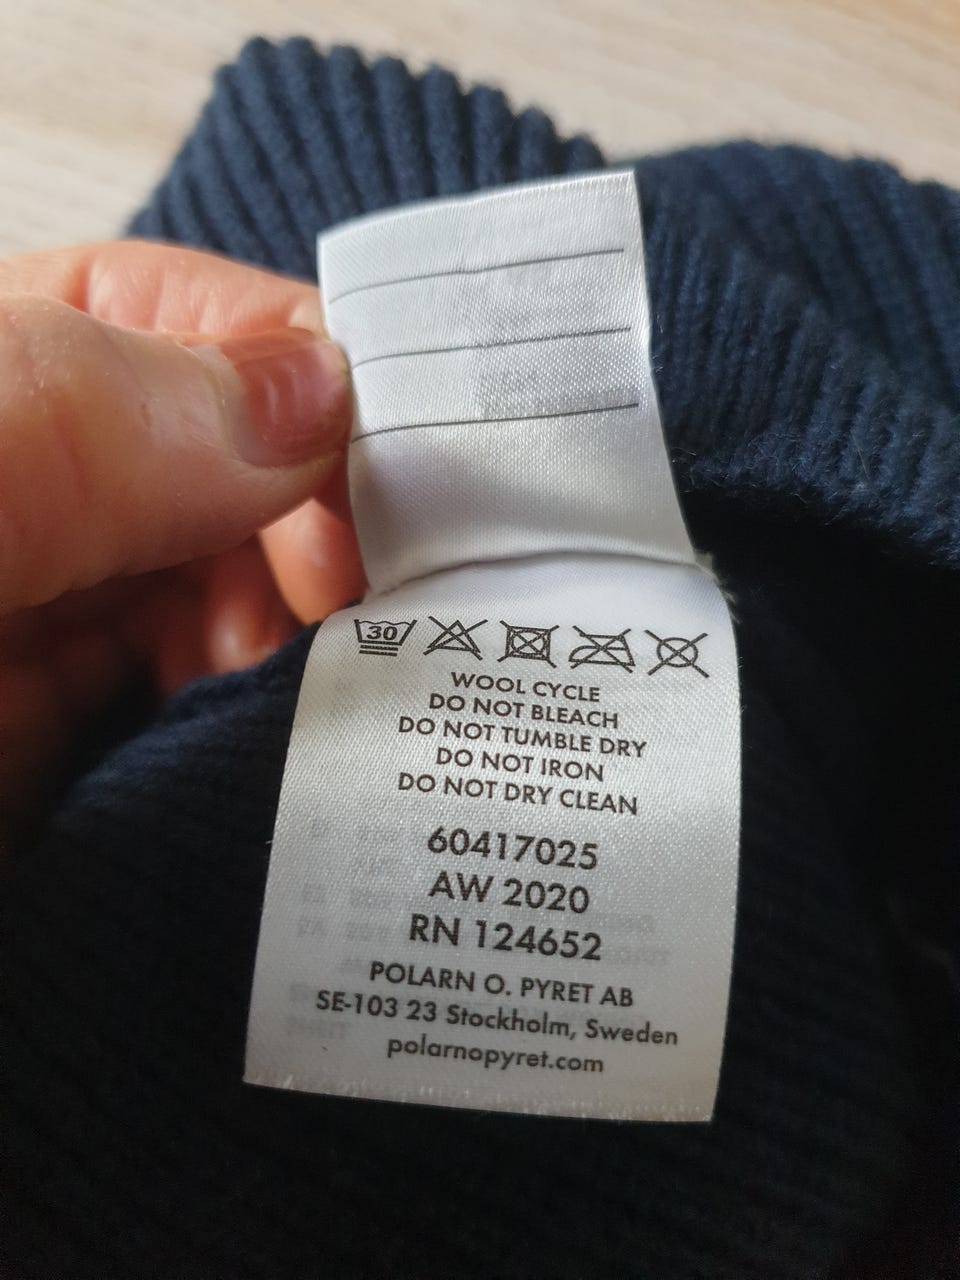 30
WOOL CYCLE
DO NOT BLEACH
DO NOT TUMBLE DRY
DO NOT IRON
DO NOT DRY CLEAN
60417025
AW 2020
RN 124652
POLARN O. PYRET AB
SE-103 23 Stockholm, Sweden
polarnopyret.com